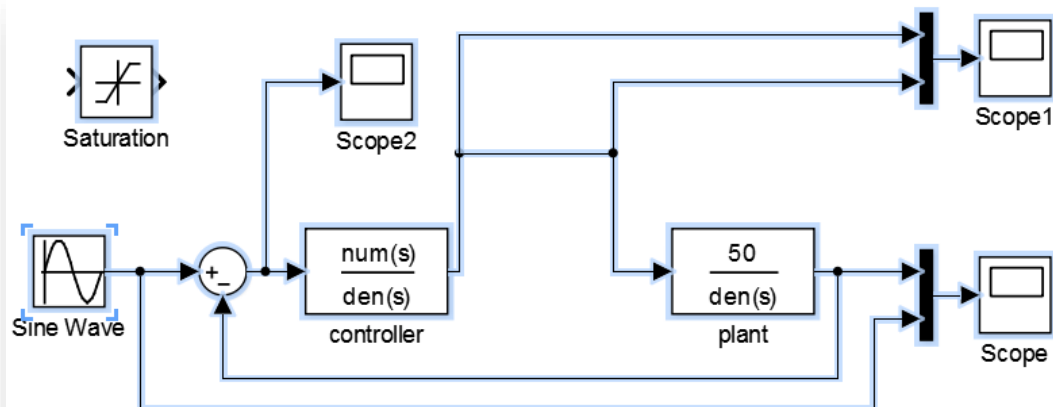 Saturation
Scope2
Scope1
Sine Wave
+
−
num(s)
den(s)
controller
50
den(s)
plant
Scope